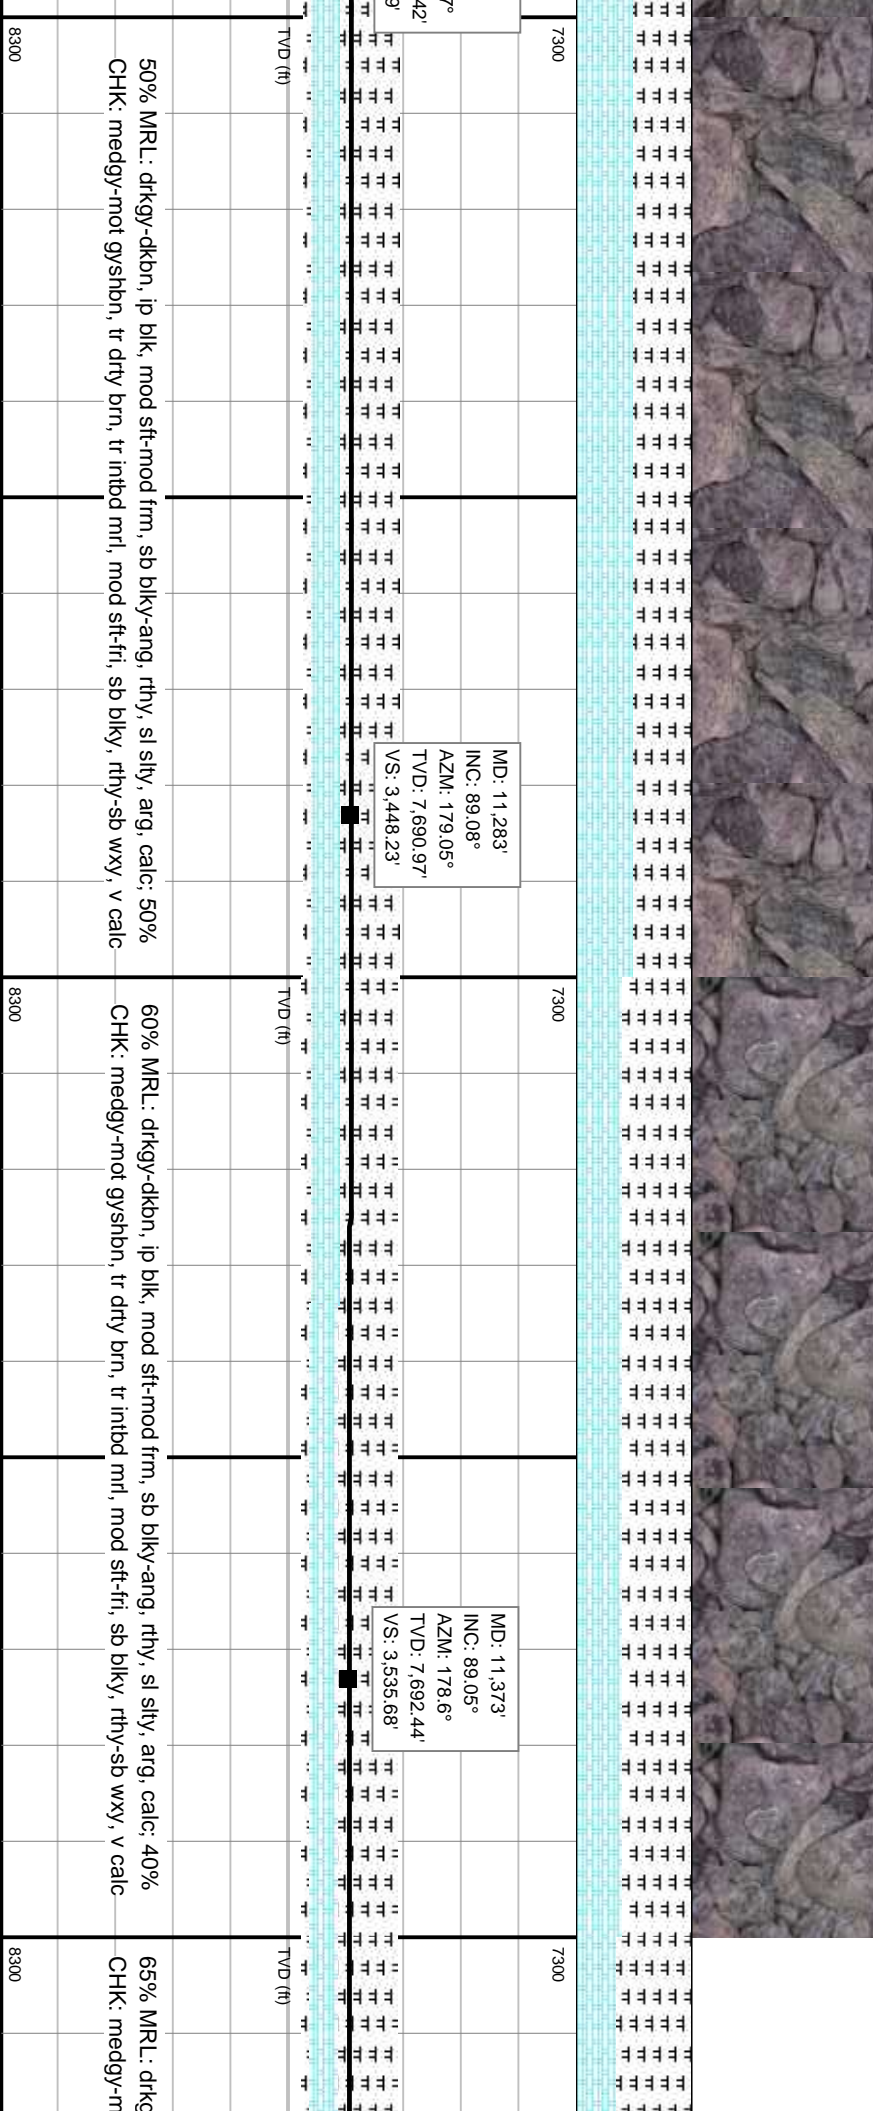 7°
42'
9'
7300
TVD (ft)
8300
50% MRL: drkgy-dkbn, ip blk, mod sft-mod frm, sb blky-ang, rthy, sl slty, arg, calc; 50%
CHK: medgy-mot gyshbn, tr drty brn, tr intbd mrl, mod sft-fri, sb blky, rthy-sb wxy, v calc
MD: 11,283'
INC: 89.08°
AZM: 179.05°
TVD: 7,690.97'
VS: 3,448.23'
7300
TVD (ft)
8300
60% MRL: drkgy-dkbn, ip blk, mod sft-mod frm, sb blky-ang, rthy, sl slty, arg, calc; 40%
CHK: medgy-mot gyshbn, tr drty brn, tr intbd mrl, mod sft-fri, sb blky, rthy-sb wxy, v calc
MD: 11,373'
INC: 89.05°
AZM: 178.6°
TVD: 7,692.44'
VS: 3,535.68'
7300
TVD (ft)
8300
65% MRL: drkg
CHK: medgy-m